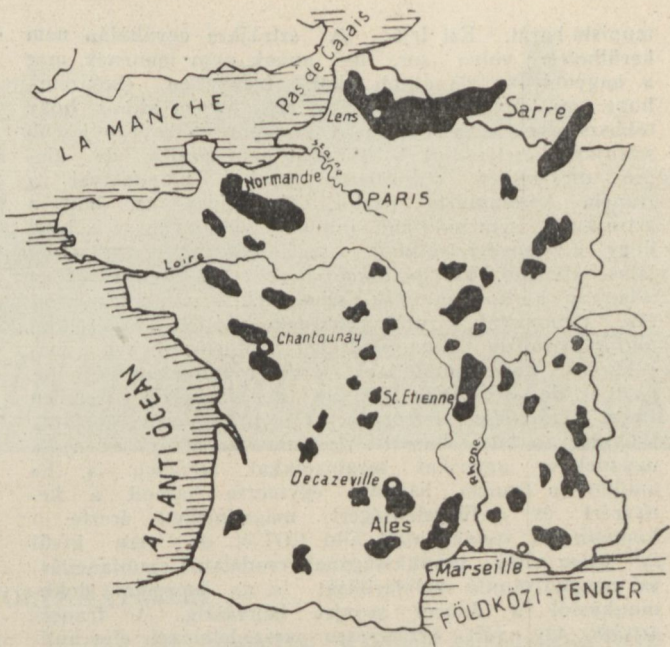 Pas de Calais
LA MANCHE
Lens
Sarre
Seine
Normandie
PÁRIS
Loire
Chantounay
St. Etienne
ATLANTI OCEÁN
Rhone
Decazeville
Ales
Marseille
FÖLDKÖZI-TENGER